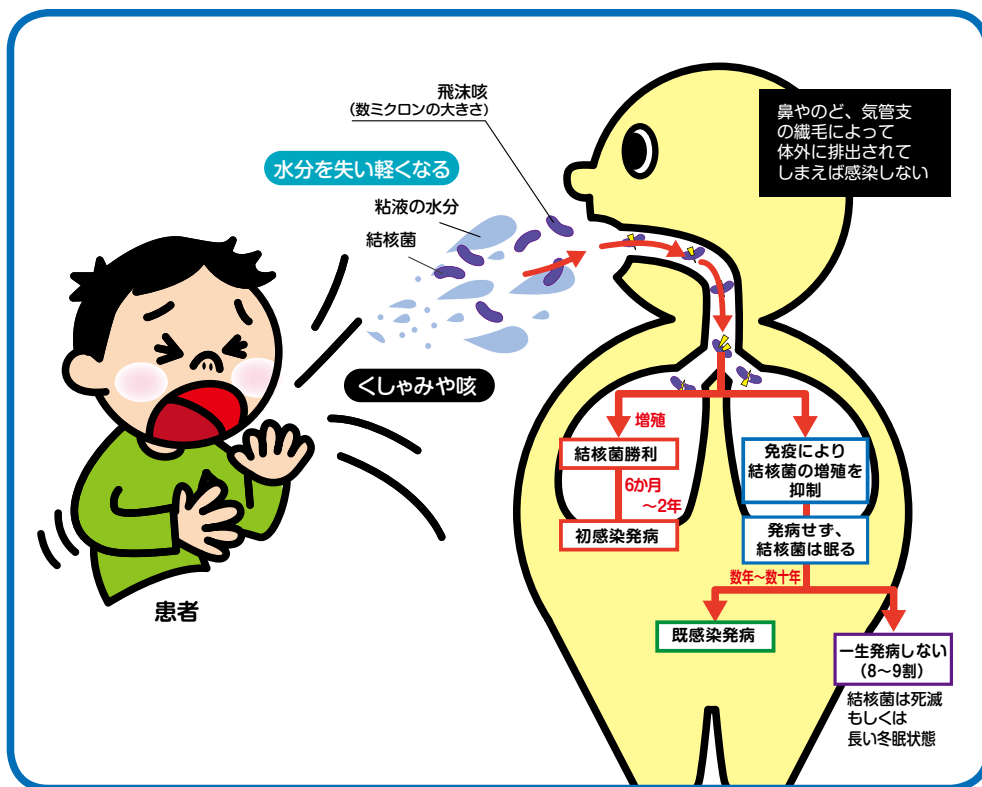 飛沫咳
(数ミクロンの大きさ)
水分を失い軽くなる
粘液の水分
結核菌
くしゃみや咳
患者
鼻やのど、気管支
の繊毛によって
体外に排出されて
しまえば感染しない
増殖
結核菌勝利
6か月
～2年
初感染発病
免疫により
結核菌の増殖を
抑制
発病せず、
結核菌は眠る
数年～数十年
既感染発病
一生発病しない
(8～9割)
結核菌は死滅
もしくは
長い冬眠状態